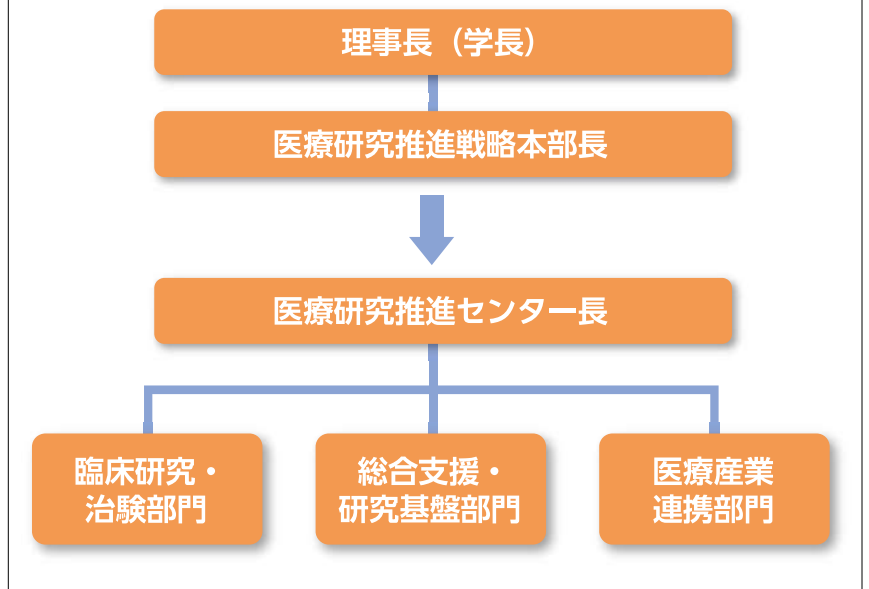 理事長（学長）
医療研究推進戦略本部長
医療研究推進センター長
臨床研究・
治験部門
総合支援・
研究基盤部門
医療産業
連携部門